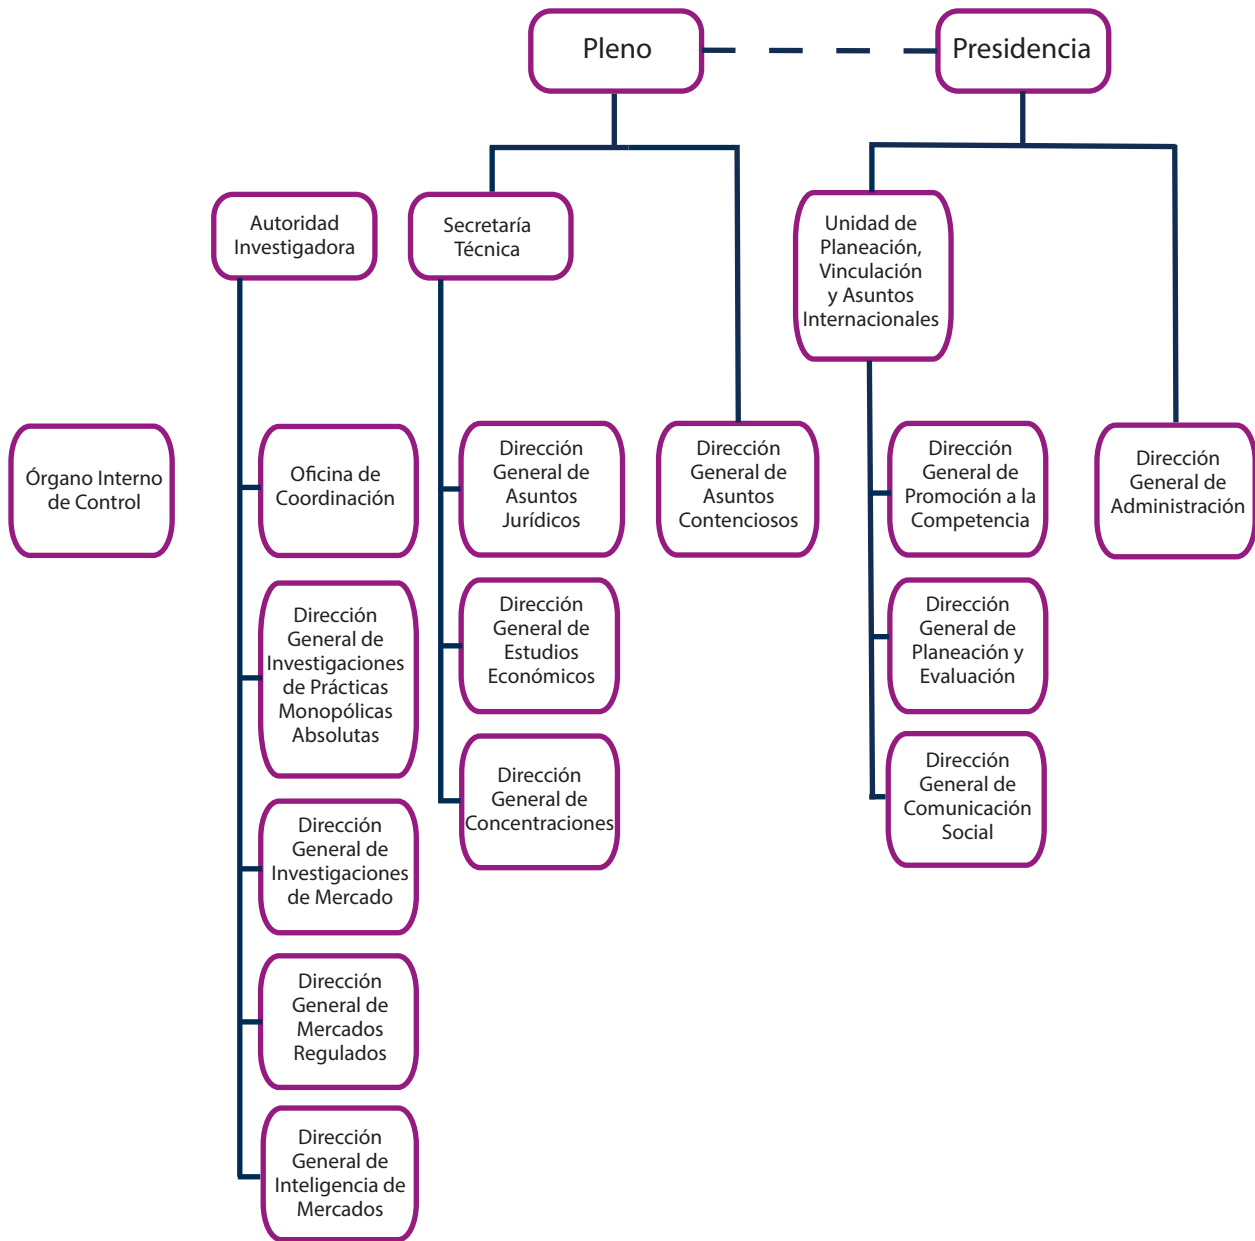 Pleno
Presidencia
Autoridad
Investigadora
Secretaría
Técnica
Unidad de
Planeación,
Vinculación
y Asuntos
Internacionales
Órgano Interno
de Control
Oficina de
Coordinación
Dirección
General de
Asuntos
Jurídicos
Dirección
General de
Asuntos
Contenciosos
Dirección
General de
Promoción a la
Competencia
Dirección
General de
Administración
Dirección
General de
Investigaciones
de Prácticas
Monopólicas
Absolutas
Dirección
General de
Estudios
Económicos
Dirección
General de
Planeación y
Evaluación
Dirección
General de
Investigaciones
de Mercado
Dirección
General de
Concentraciones
Dirección
General de
Comunicación
Social
Dirección
General de
Mercados
Regulados
Dirección
General de
Inteligencia de
Mercados